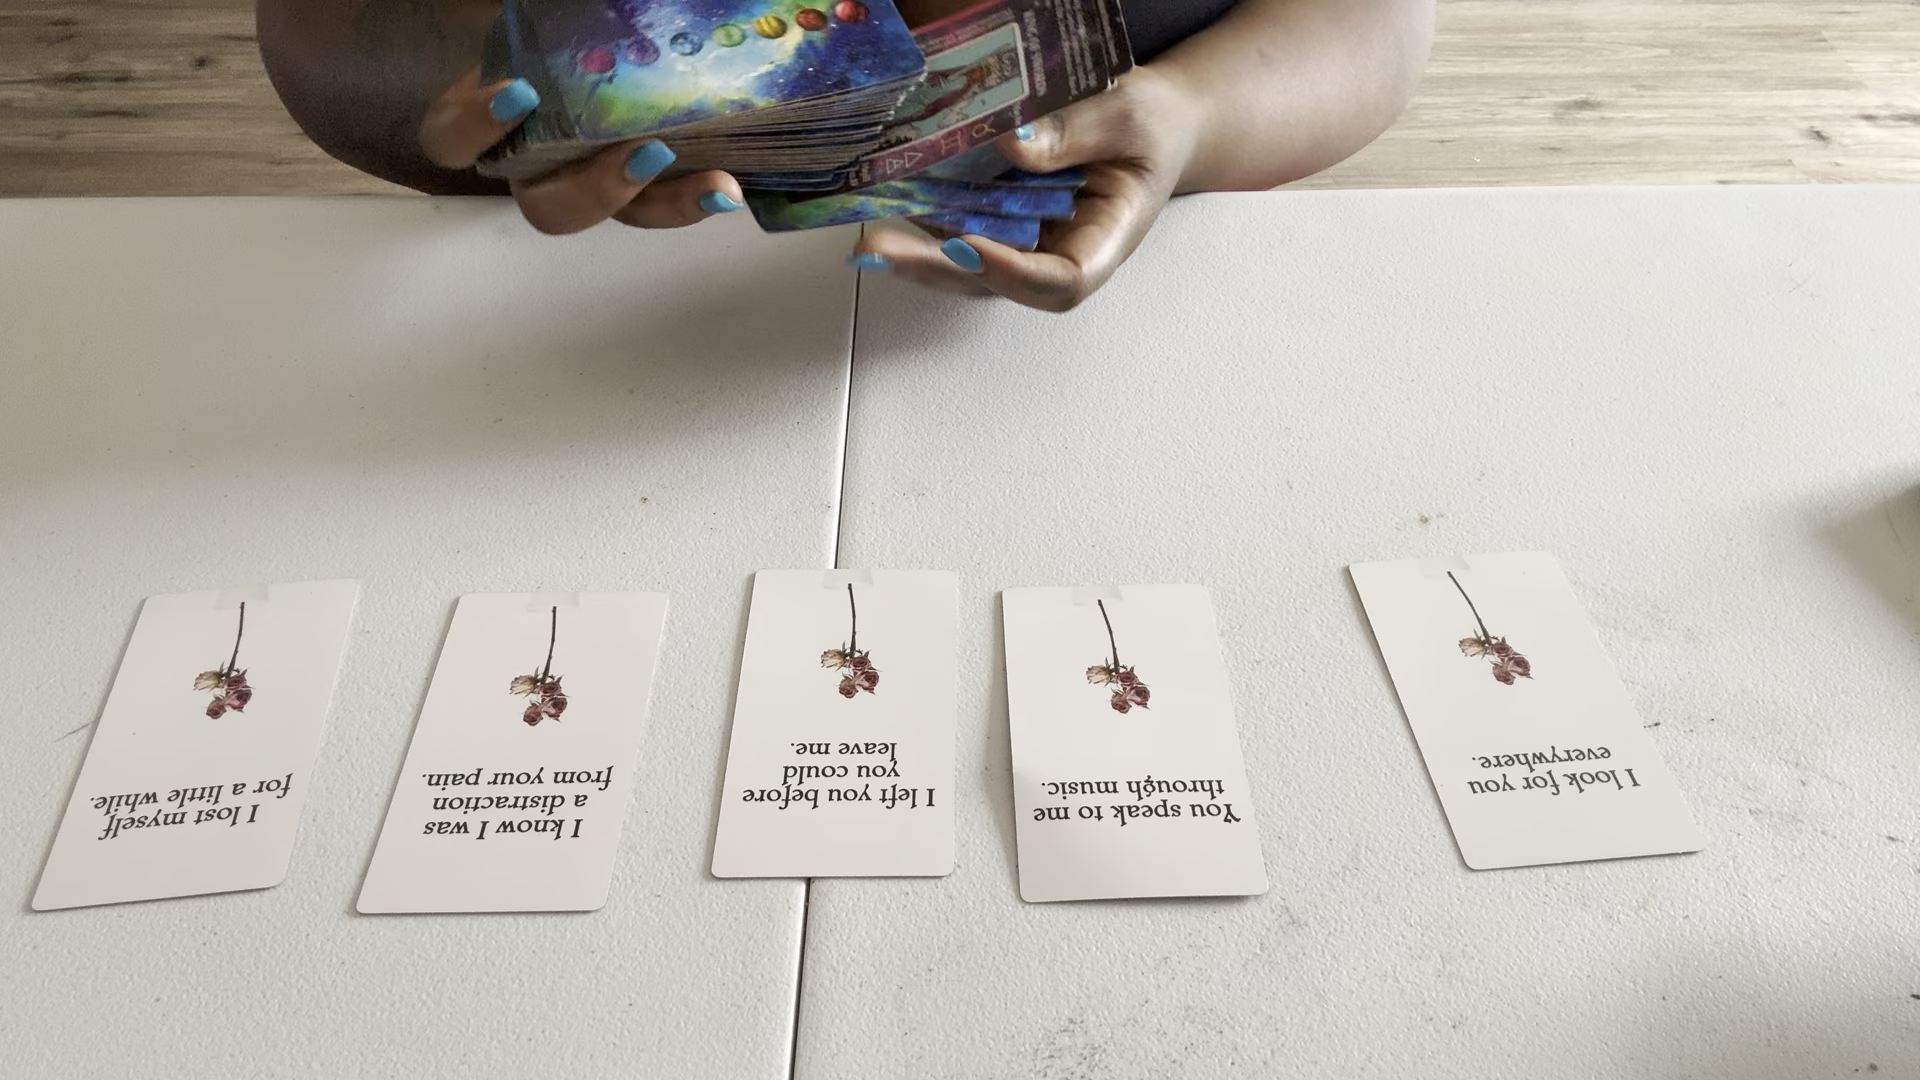 I lost myself
for a little while.
I know I was
a distraction
from your pain.
I left you before
you could
leave me.
You speak to me
through music.
I look for you
everywhere.